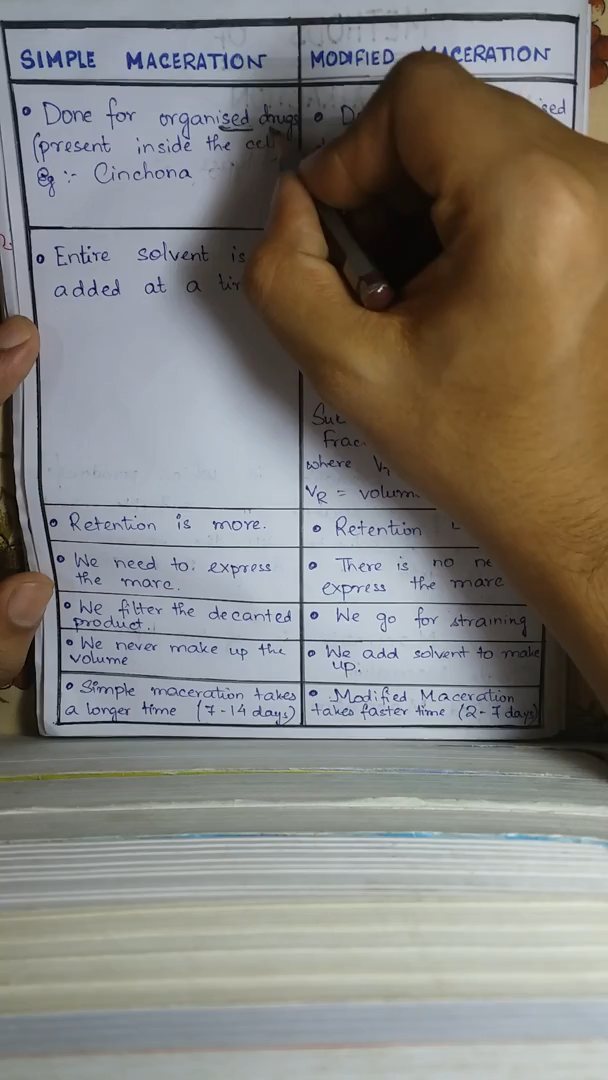 SIMPLE MACERATION
MODIFIED MACERATION
• Done for organised drugs
(present inside the cell
Eg :- Cinchona
• Entire solvent is
added at a
where
VR =
• Retention is more.
• Retention
• We need to express
the marc.
• There is no
express the marc
• We filter the decanted
product.
• We go for straining
• We never make up the
volume
• We add solvent to make
up.
• Simple maceration takes
a longer time (7-14 days)
• Modified Maceration
takes faster time (2-7 days)